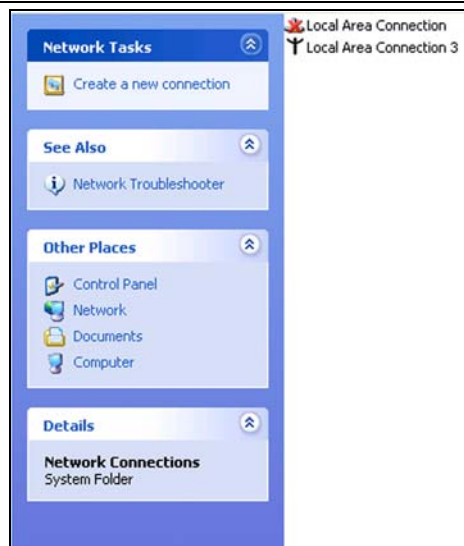 Network Tasks
Create a new connection
See Also
Network Troubleshooter
Other Places
Control Panel
Network
Documents
Computer
Details
Network Connections
System Folder
Local Area Connection
Local Area Connection 3